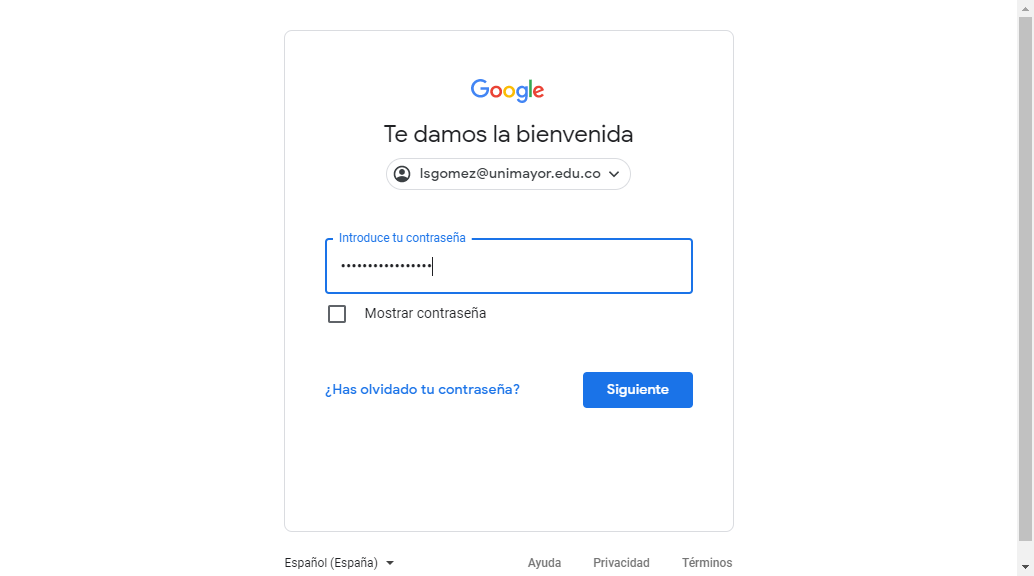 Google
Te damos la bienvenida
lsgomez@unimayor.edu.co
Introduce tu contraseña
•••••••••••••••••
Mostrar contraseña
¿Has olvidado tu contraseña?
Siguiente
Español (España)
Ayuda
Privacidad
Términos